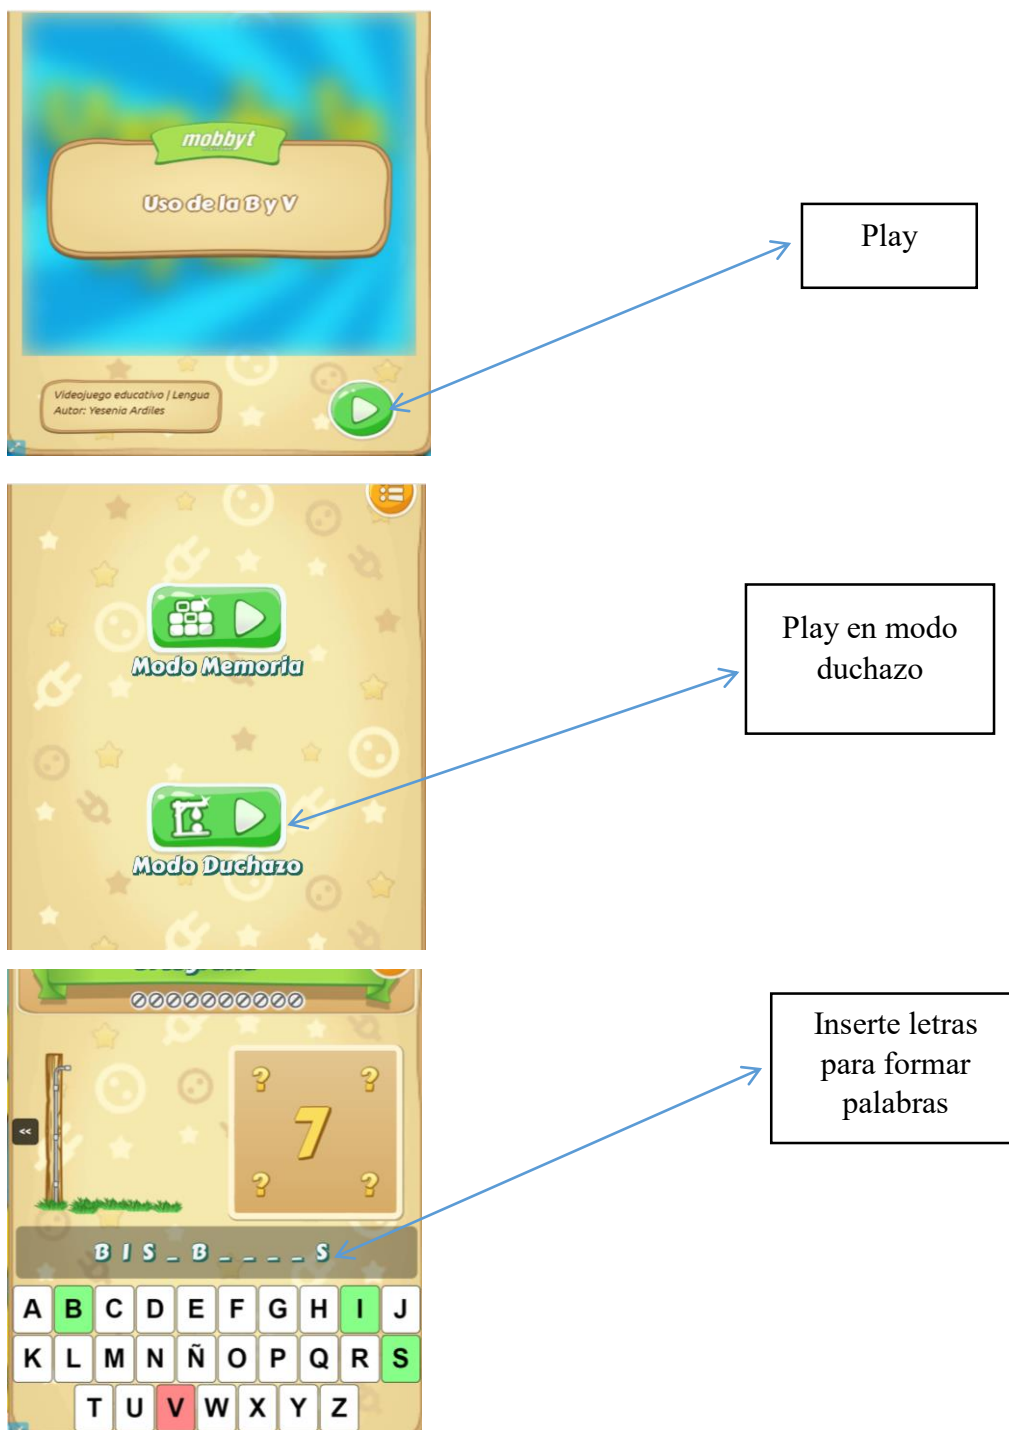 mobbyt
Uso de la B y V
Play
Videojuego educativo | Lengua
Autor: Yesenia Ardiles
Modo Memoria
Play en modo
duchazo
Modo Duchazo
Inserte letras
para formar
palabras
<<
? ?
7
? ?
B I S _ B _ _ _ _ S
A B C D E F G H I J
K L M N Ñ O P Q R S
T U V W X Y Z